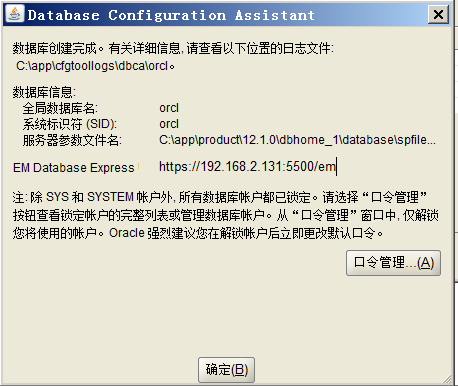 Database Configuration Assistant
数据库创建完成。有关详细信息, 请查看以下位置的日志文件:
C:\app\cfgtoollogs\dbca\orcl。
数据库信息:
全局数据库名: orcl
系统标识符 (SID): orcl
服务器参数文件名: C:\app\product\12.1.0\dbhome_1\database\spfile...
EM Database Express https://192.168.2.131:5500/em
注: 除 SYS 和 SYSTEM 帐户外, 所有数据库帐户都已锁定。请选择“口令管理”
按钮查看锁定帐户的完整列表或管理数据库帐户。从“口令管理”窗口中, 仅解锁
您将使用的帐户。Oracle 强烈建议您在解锁帐户后立即更改默认口令。
口令管理...(A)
确定(B)